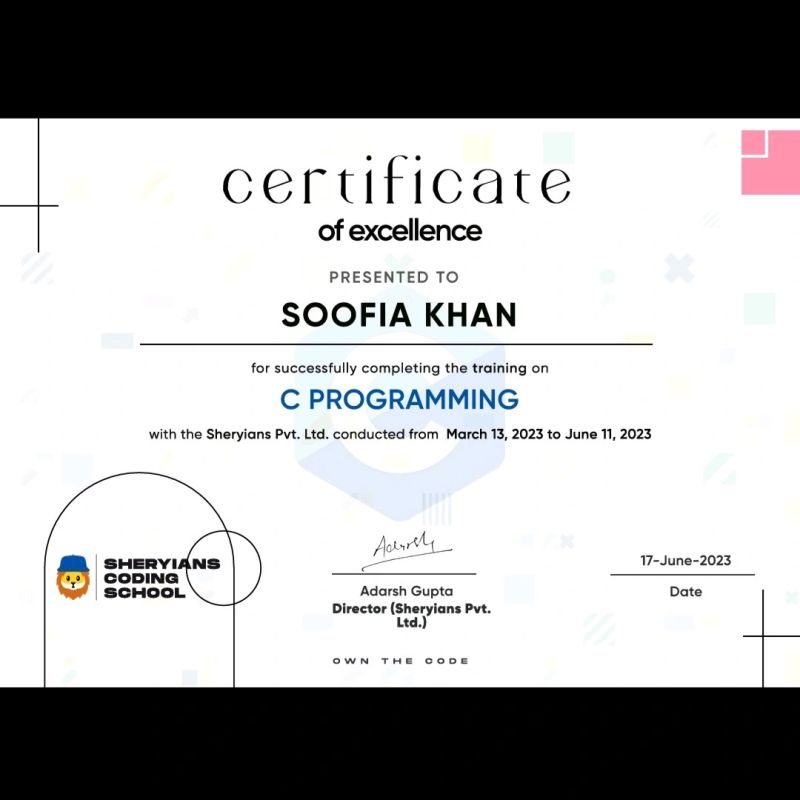 certificate
of excellence
PRESENTED TO
SOOFIA KHAN
for successfully completing the training on
C PROGRAMMING
with the Sheryians Pvt. Ltd. conducted from March 13, 2023 to June 11, 2023
SHERYIANS
CODING
SCHOOL
Adarsh
Adarsh Gupta
Director (Sheryians Pvt.
Ltd.)
17-June-2023
Date
OWN THE CODE